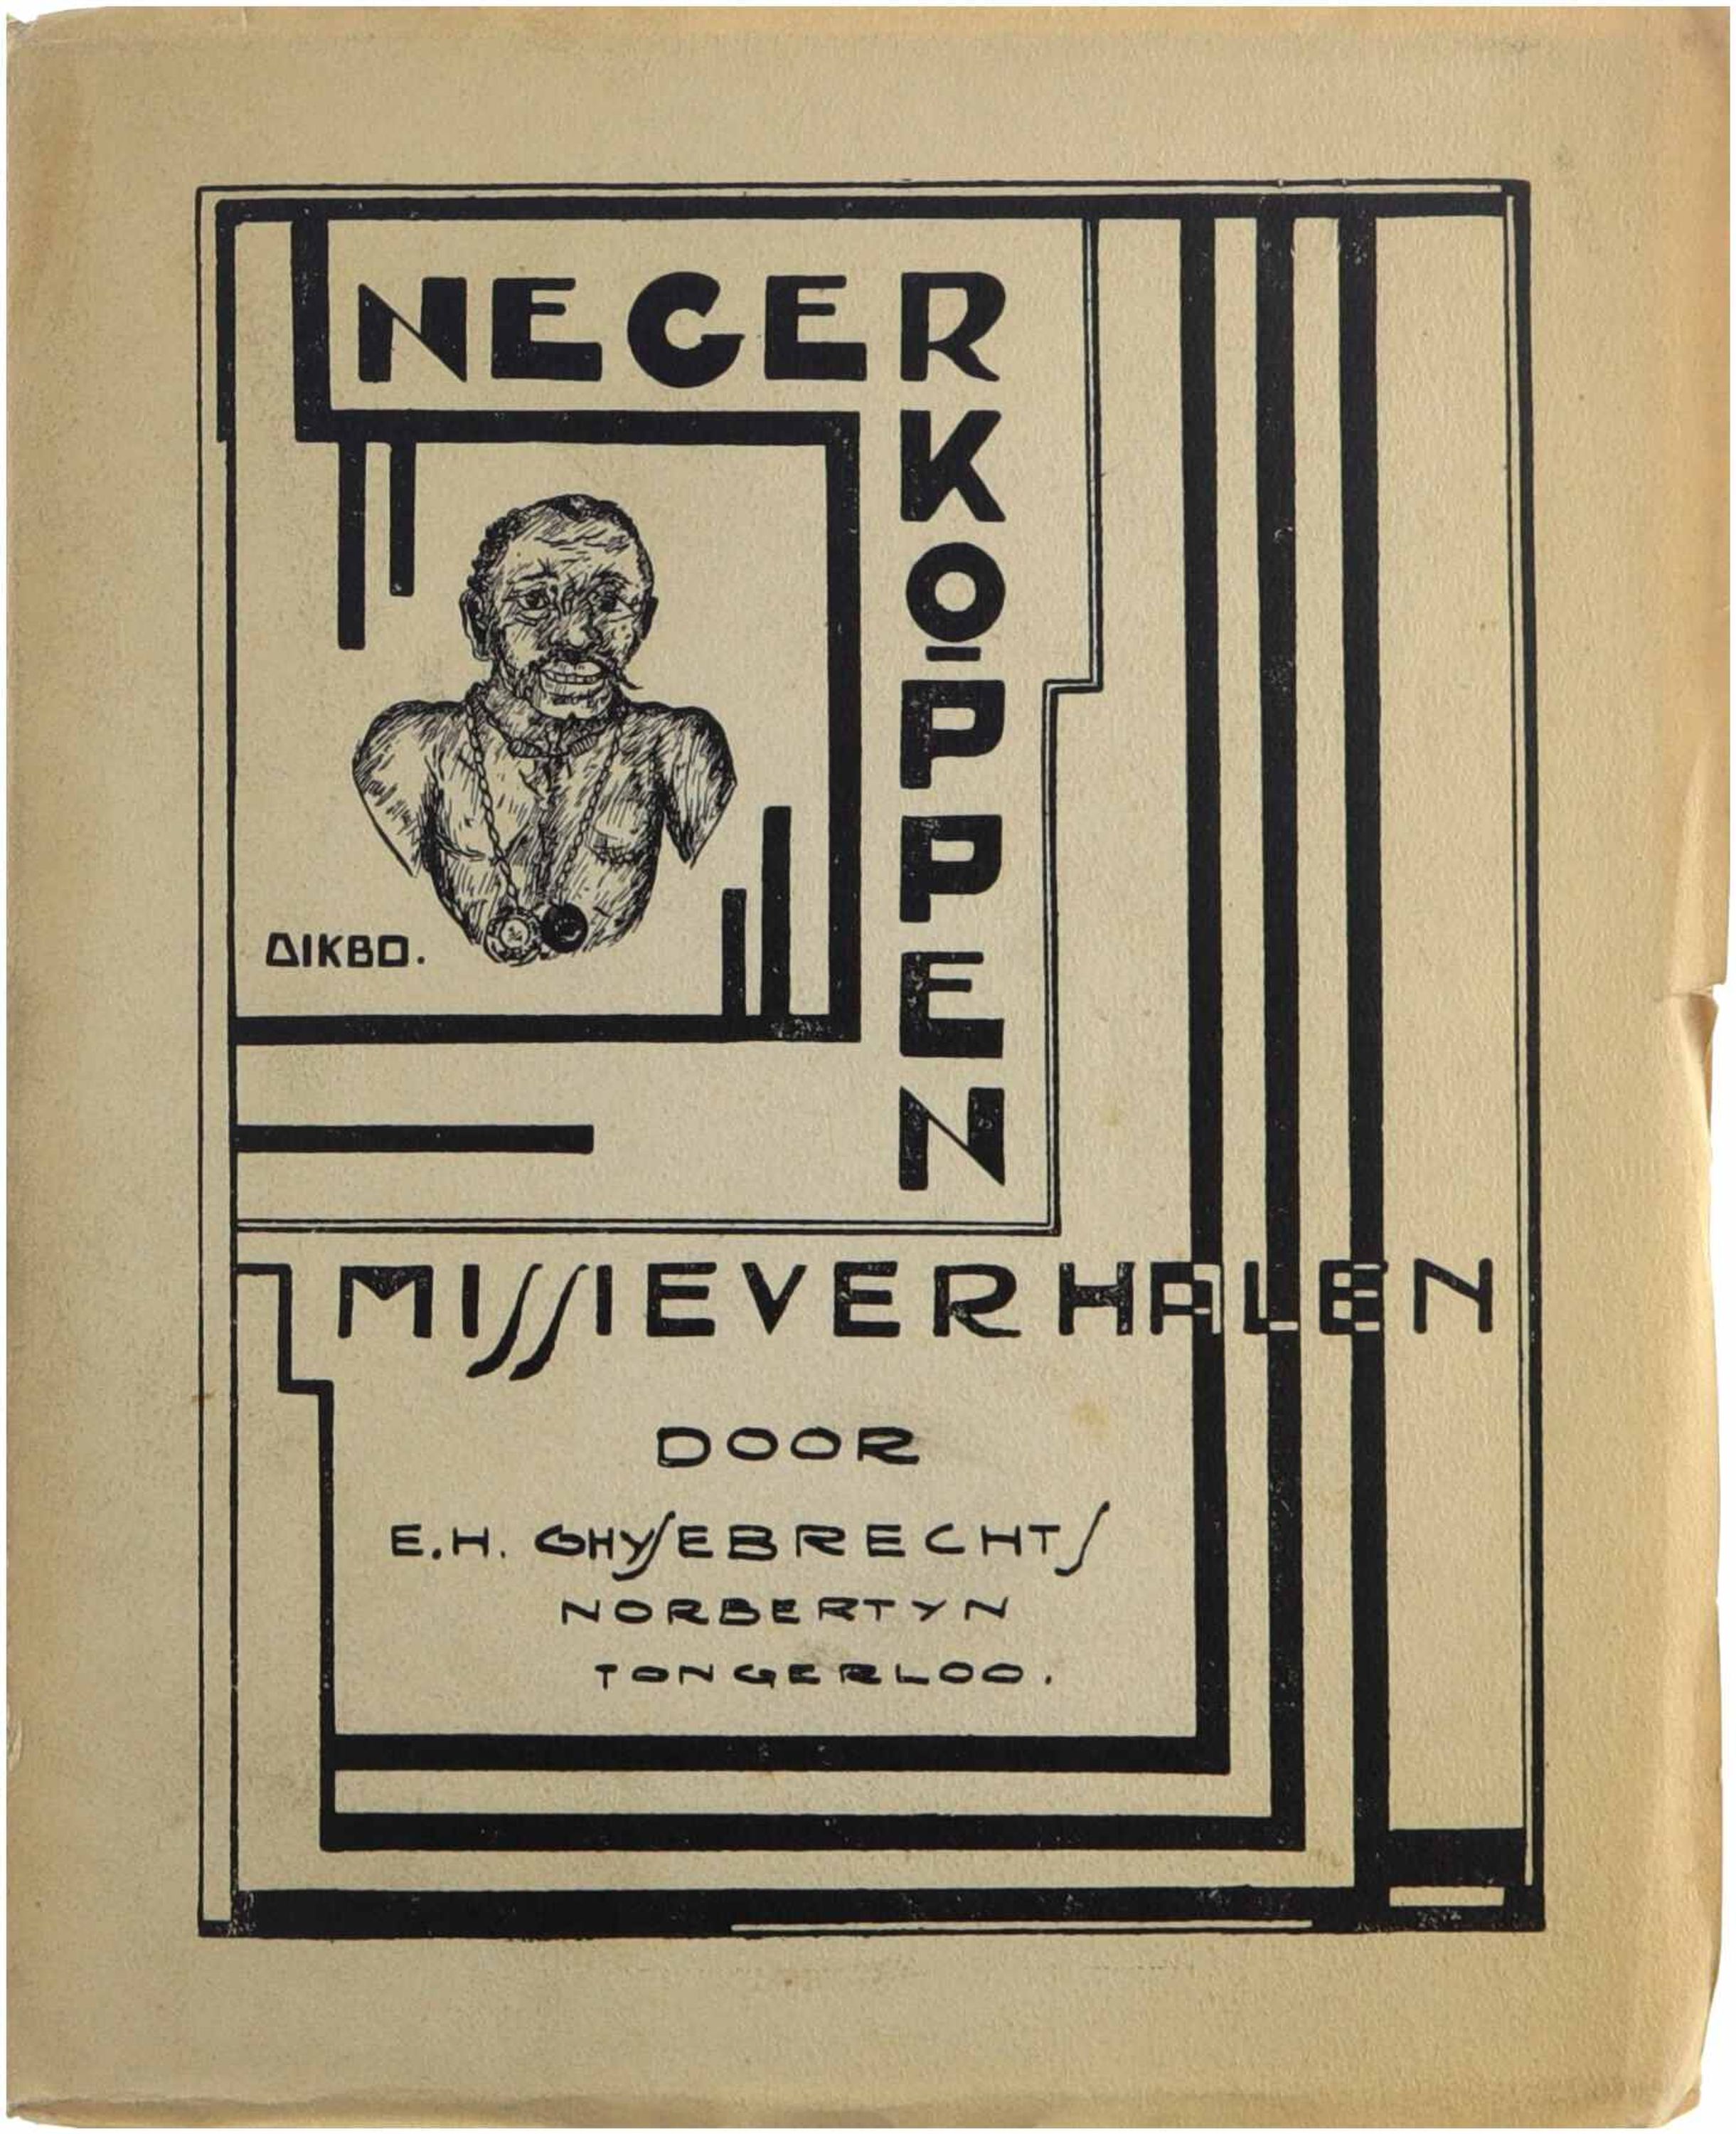 NEGER
KOPPEN
DIKBO.
MISSIEVERHALEN
DOOR
E.H. GHYSEBRECHTS
NORBERTYN
TONGERLOO.